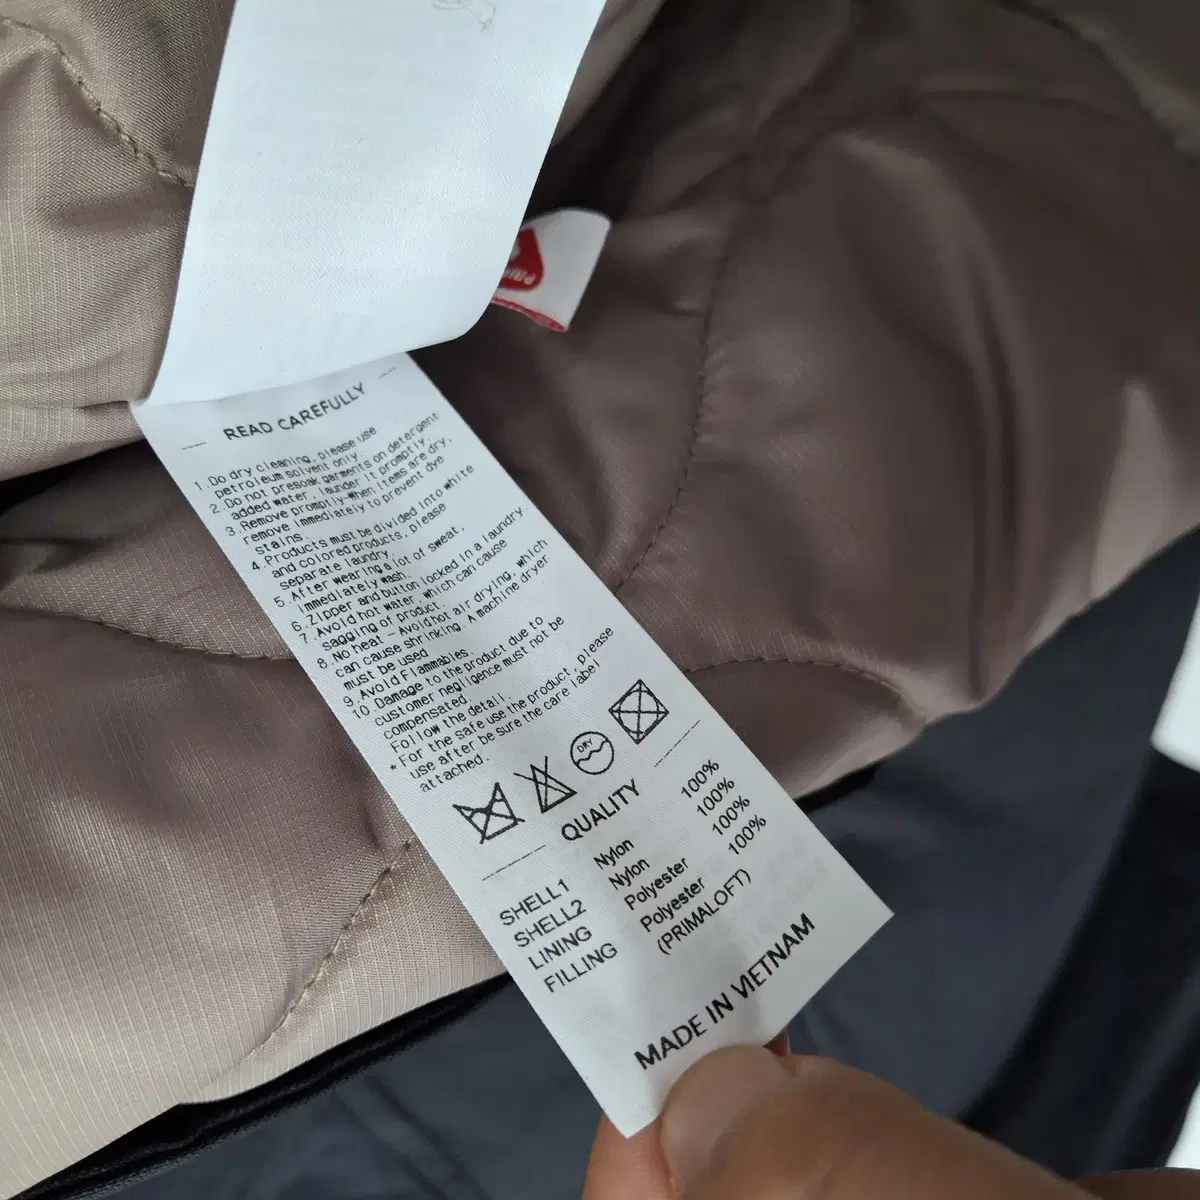 READ CAREFULLY
1. Do dry cleaning, please use
petroleum solvent only.
2. Do not presoak garments on detergent
added water, launder it promptly.
3. Remove promptly-when items are dry,
remove immediately to prevent dye
stains.
4. Products must be divided into white
and colored products, please
separate laundry.
5. After wearing a lot of sweat,
immediately wash.
6. Zipper and button locked in a laundry.
7. Avoid hot water, which can cause
sagging of product.
8. No heat - Avoid hot air drying, which
can cause shrinking. A machine dryer
must be used.
9. Avoid Flammables.
10. Damage to the product due to
customer negligence must not be
compensated.
Follow the detail.
* For the safe use the product, please
use after be sure the care label
attached.
DRY
QUALITY
SHELL1 Nylon 100%
SHELL2 Nylon 100%
LINING Polyester 100%
FILLING Polyester 100%
(PRIMALOFT)
MADE IN VIETNAM